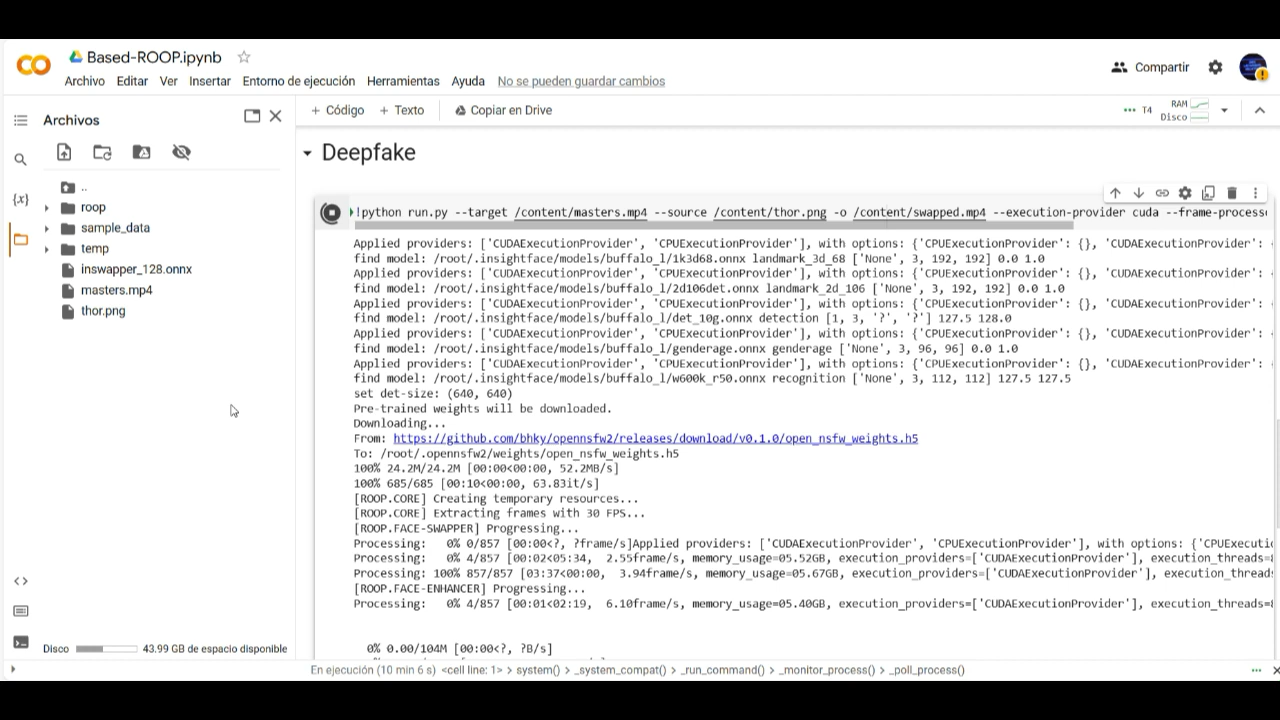 Based-ROOP.ipynb
Archivo Editar Ver Insertar Entorno de ejecución Herramientas Ayuda No se pueden guardar cambios
Compartir
Archivos
+ Código + Texto Copiar en Drive
T4 RAM Disco
Deepfake
..
roop
sample_data
temp
inswapper_128.onnx
masters.mp4
thor.png
{x}
!python run.py --target /content/masters.mp4 --source /content/thor.png -o /content/swapped.mp4 --execution-provider cuda --frame-process
Applied providers: ['CUDAExecutionProvider', 'CPUExecutionProvider'], with options: {'CPUExecutionProvider': {}, 'CUDAExecutionProvider': {
find model: /root/.insightface/models/buffalo_l/1k3d68.onnx landmark_3d_68 ['None', 3, 192, 192] 0.0 1.0
Applied providers: ['CUDAExecutionProvider', 'CPUExecutionProvider'], with options: {'CPUExecutionProvider': {}, 'CUDAExecutionProvider': {
find model: /root/.insightface/models/buffalo_l/2d106det.onnx landmark_2d_106 ['None', 3, 192, 192] 0.0 1.0
Applied providers: ['CUDAExecutionProvider', 'CPUExecutionProvider'], with options: {'CPUExecutionProvider': {}, 'CUDAExecutionProvider': {
find model: /root/.insightface/models/buffalo_l/det_10g.onnx detection [1, 3, '?', '?'] 127.5 128.0
Applied providers: ['CUDAExecutionProvider', 'CPUExecutionProvider'], with options: {'CPUExecutionProvider': {}, 'CUDAExecutionProvider': {
find model: /root/.insightface/models/buffalo_l/genderage.onnx genderage ['None', 3, 96, 96] 0.0 1.0
Applied providers: ['CUDAExecutionProvider', 'CPUExecutionProvider'], with options: {'CPUExecutionProvider': {}, 'CUDAExecutionProvider': {
find model: /root/.insightface/models/buffalo_l/w600k_r50.onnx recognition ['None', 3, 112, 112] 127.5 127.5
set det-size: (640, 640)
Pre-trained weights will be downloaded.
Downloading...
From: https://github.com/bhky/opennsfw2/releases/download/v0.1.0/open_nsfw_weights.h5
To: /root/.opennsfw2/weights/open_nsfw_weights.h5
100% 24.2M/24.2M [00:00<00:00, 52.2MB/s]
100% 685/685 [00:10<00:00, 63.83it/s]
[ROOP.CORE] Creating temporary resources...
[ROOP.CORE] Extracting frames with 30 FPS...
[ROOP.FACE-SWAPPER] Progressing...
Processing:   0% 0/857 [00:00<?, ?frame/s]Applied providers: ['CUDAExecutionProvider', 'CPUExecutionProvider'], with options: {'CPUExecutio
Processing:   0% 4/857 [00:02<05:34,  2.55frame/s, memory_usage=05.52GB, execution_providers=['CUDAExecutionProvider'], execution_threads=8
Processing: 100% 857/857 [03:37<00:00,  3.94frame/s, memory_usage=05.67GB, execution_providers=['CUDAExecutionProvider'], execution_threads
[ROOP.FACE-ENHANCER] Progressing...
Processing:   0% 4/857 [00:01<02:19,  6.10frame/s, memory_usage=05.40GB, execution_providers=['CUDAExecutionProvider'], execution_threads=8
0% 0.00/104M [00:00<?, ?B/s]
Disco 43.99 GB de espacio disponible
En ejecución (10 min 6 s) <cell line: 1> > system() > _system_compat() > _run_command() > _monitor_process() > _poll_process()